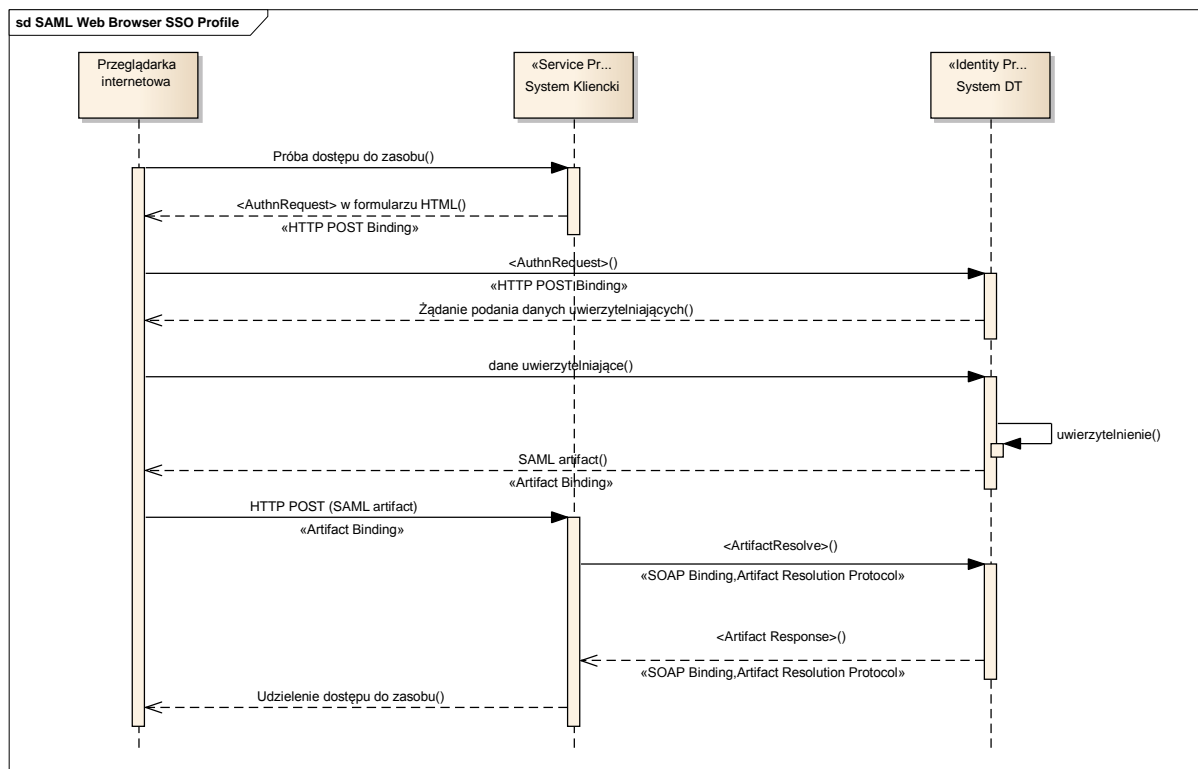 sd SAML Web Browser SSO Profile
Przeglądarka
internetowa
«Service Pr...
System Kliencki
«Identity Pr...
System DT
Próba dostępu do zasobu()
<AuthnRequest> w formularzu HTML()
«HTTP POST Binding»
<AuthnRequest>()
«HTTP POST Binding»
Żądanie podania danych uwierzytelniających()
dane uwierzytelniające()
uwierzytelnienie()
SAML artifact()
«Artifact Binding»
HTTP POST (SAML artifact)
«Artifact Binding»
<ArtifactResolve>()
«SOAP Binding,Artifact Resolution Protocol»
<Artifact Response>()
«SOAP Binding,Artifact Resolution Protocol»
Udzielenie dostępu do zasobu()